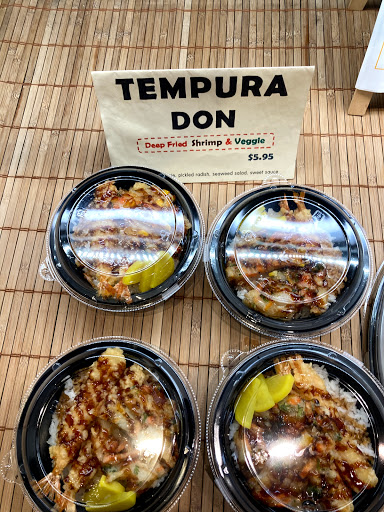 TEMPURA
DON
Deep Fried Shrimp & Veggie
$5.95
pickled radish, seaweed salad, sweet sauce